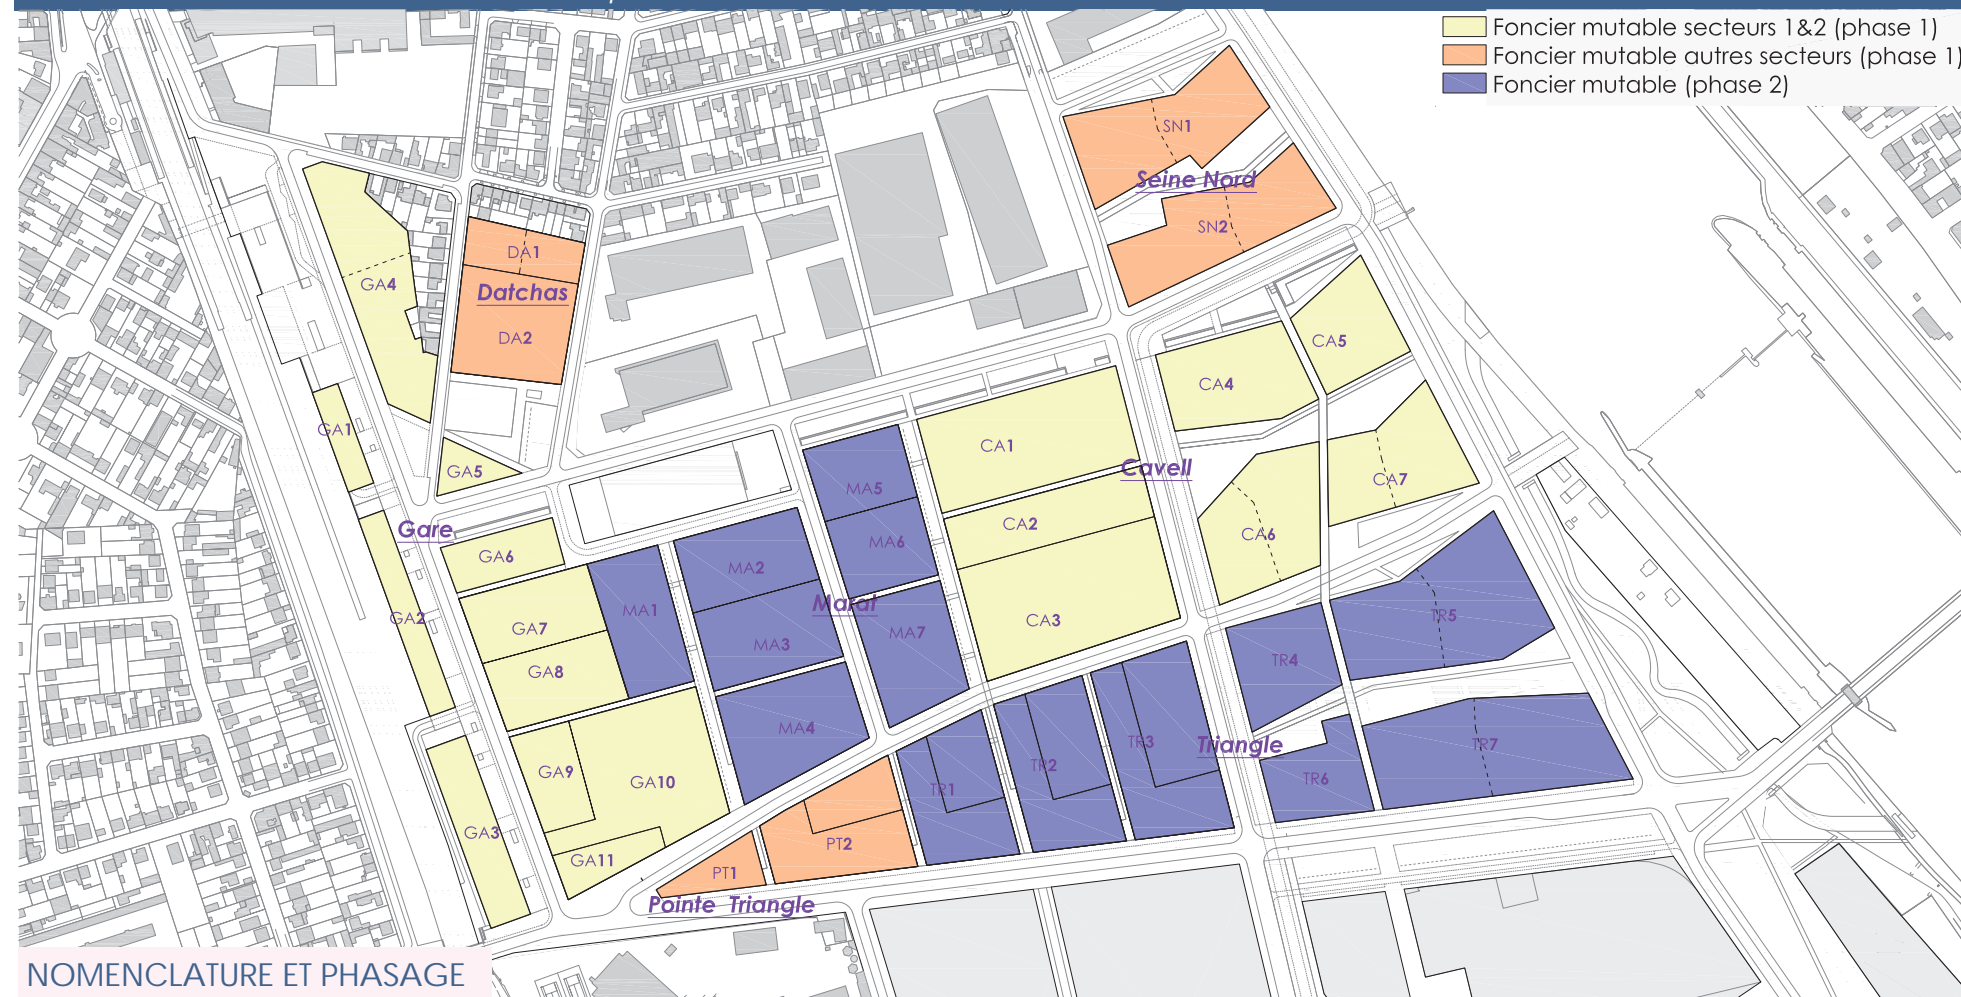 Foncier mutable secteurs 1&2 (phase 1)
Foncier mutable autres secteurs (phase 1)
Foncier mutable (phase 2)
SN1
Seine Nord
SN2
DA1
GA4
Datchas
DA2
CA5
CA4
GA1
CA1
Cavell
GA5
CA7
MA5
CA2
Gare
CA6
MA6
GA6
MA2
Marat
MA1
GA2
TR5
CA3
GA7
MA7
MA3
TR4
GA8
MA4
TR3
Triangle
TR7
TR2
GA9
GA10
TR6
TR1
GA3
PT2
GA11
PT1
Pointe Triangle
NOMENCLATURE ET PHASAGE